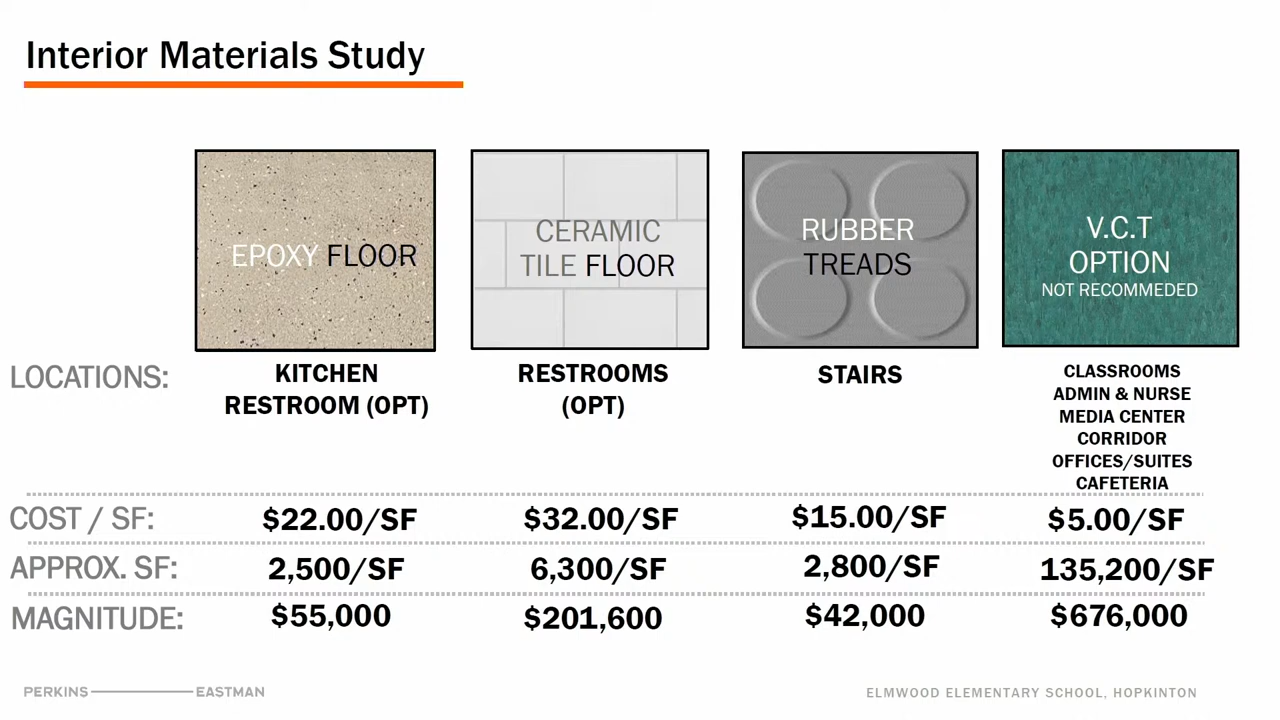 Interior Materials Study
EPOXY FLOOR
CERAMIC
TILE FLOOR
RUBBER
TREADS
V.C.T
OPTION
NOT RECOMMEDED
LOCATIONS:
KITCHEN
RESTROOM (OPT)
RESTROOMS
(OPT)
STAIRS
CLASSROOMS
ADMIN & NURSE
MEDIA CENTER
CORRIDOR
OFFICES/SUITES
CAFETERIA
COST / SF: $22.00/SF $32.00/SF $15.00/SF $5.00/SF
APPROX. SF: 2,500/SF 6,300/SF 2,800/SF 135,200/SF
MAGNITUDE: $55,000 $201,600 $42,000 $676,000
PERKINS EASTMAN
ELMWOOD ELEMENTARY SCHOOL, HOPKINTON